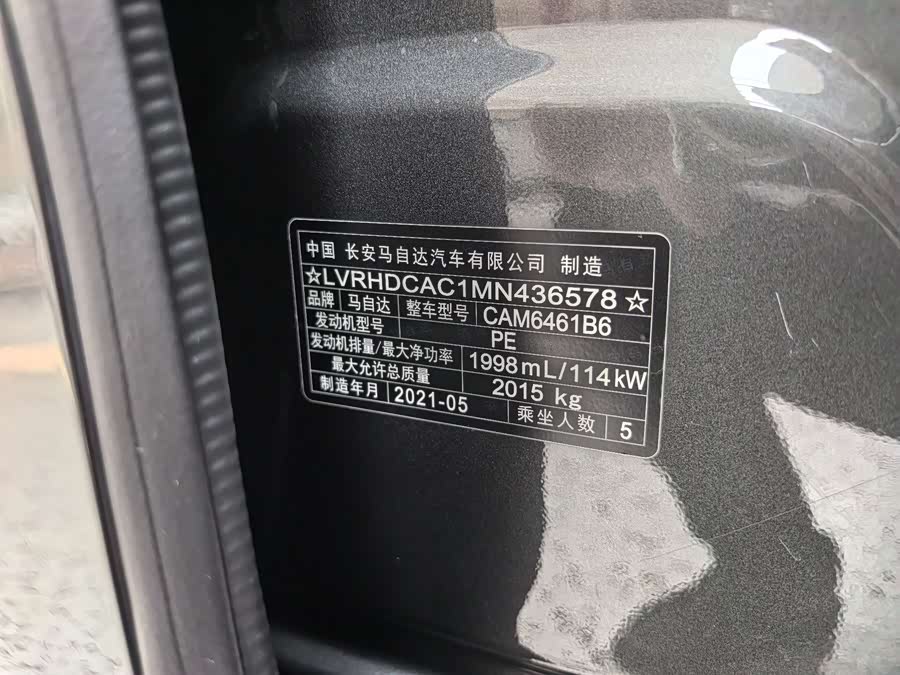 中国 长安马自达汽车有限公司 制造
☆LVRHDCAC1MN436578☆
品牌 马自达 整车型号 CAM6461B6
发动机型号 PE
发动机排量/最大净功率 1998mL/114kW
最大允许总质量 2015 kg
制造年月 2021-05 乘坐人数 5